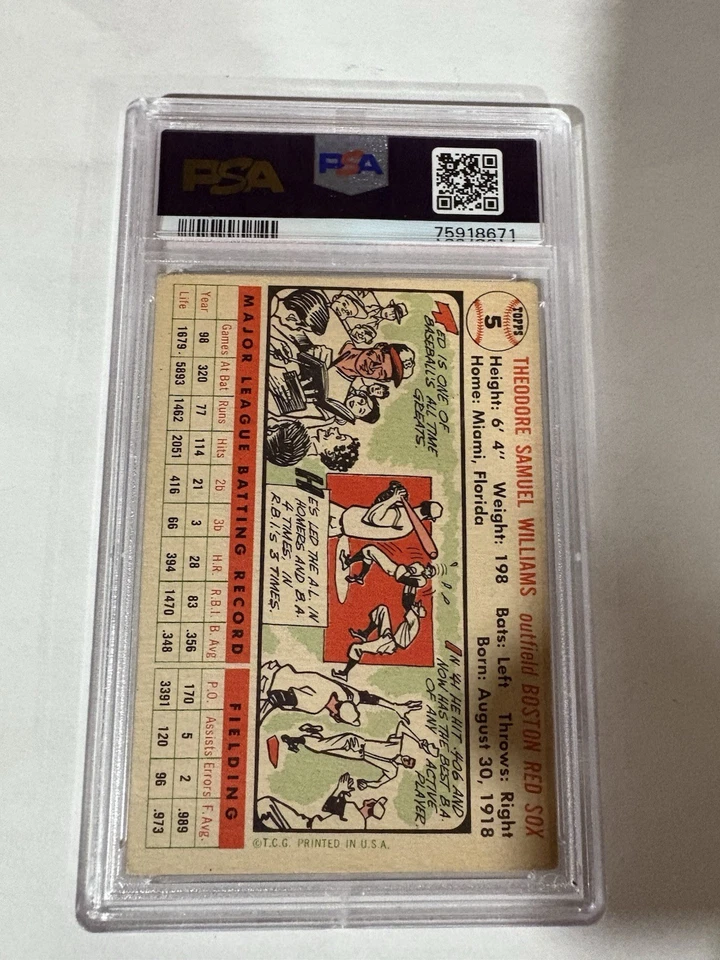 PSA
PSA
75918671
TOPPS
5
THEODORE SAMUEL WILLIAMS outfield BOSTON RED SOX
Height: 6' 4" Weight: 198 Bats: Left Throws: Right
Home: Miami, Florida Born: August 30, 1918
TED IS ONE OF
BASEBALL'S ALL TIME
GREATS.
HE'S LED THE A.L. IN
HOMERS AND B.A.
4 TIMES, IN
R.B.I.'S 3 TIMES.
IN '41 HE HIT .406 AND
NOW HAS THE BEST B.A.
OF ANY ACTIVE
PLAYER.
MAJOR LEAGUE BATTING RECORD FIELDING
Games At Bat Runs Hits 2b 3b H.R. R.B.I. B. Avg. P.O. Assists Errors F. Avg.
Year 98 320 77 114 21 3 28 83 .356 170 5 2 .989
Life 1679 5893 1462 2051 416 66 394 1470 .348 3391 120 96 .973
©T.C.G. PRINTED IN U.S.A.